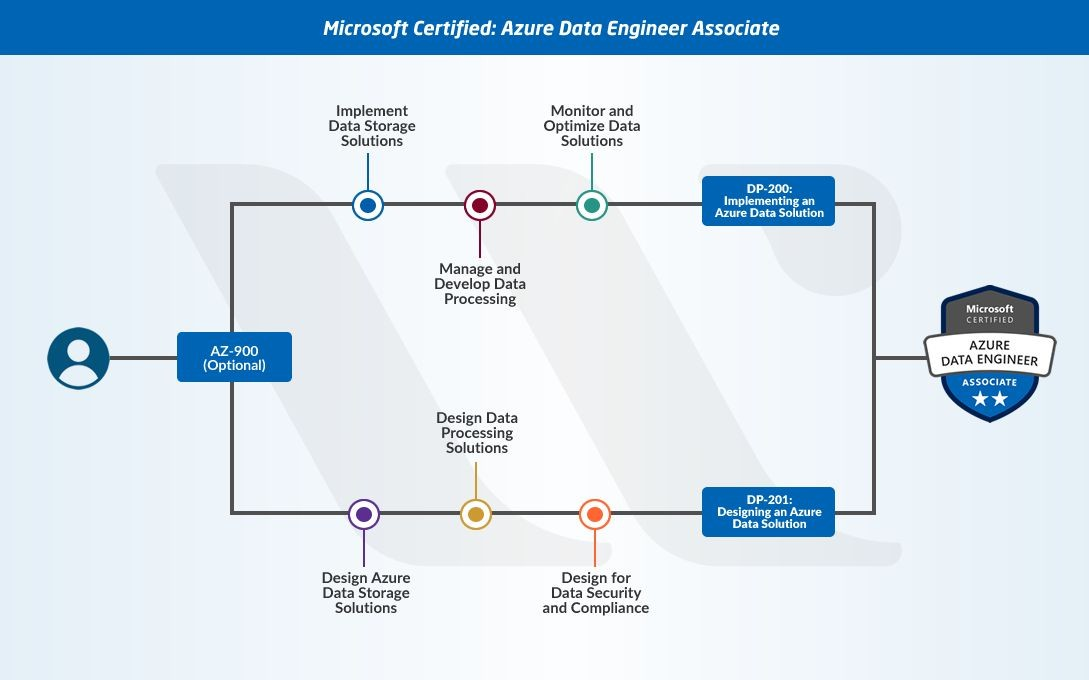 Microsoft Certified: Azure Data Engineer Associate
Implement
Data Storage
Solutions
Monitor and
Optimize Data
Solutions
DP-200:
Implementing an
Azure Data Solution
Manage and
Develop Data
Processing
AZ-900
(Optional)
Microsoft
CERTIFIED
AZURE
DATA ENGINEER
ASSOCIATE
Design Data
Processing
Solutions
DP-201:
Designing an Azure
Data Solution
Design Azure
Data Storage
Solutions
Design for
Data Security
and Compliance